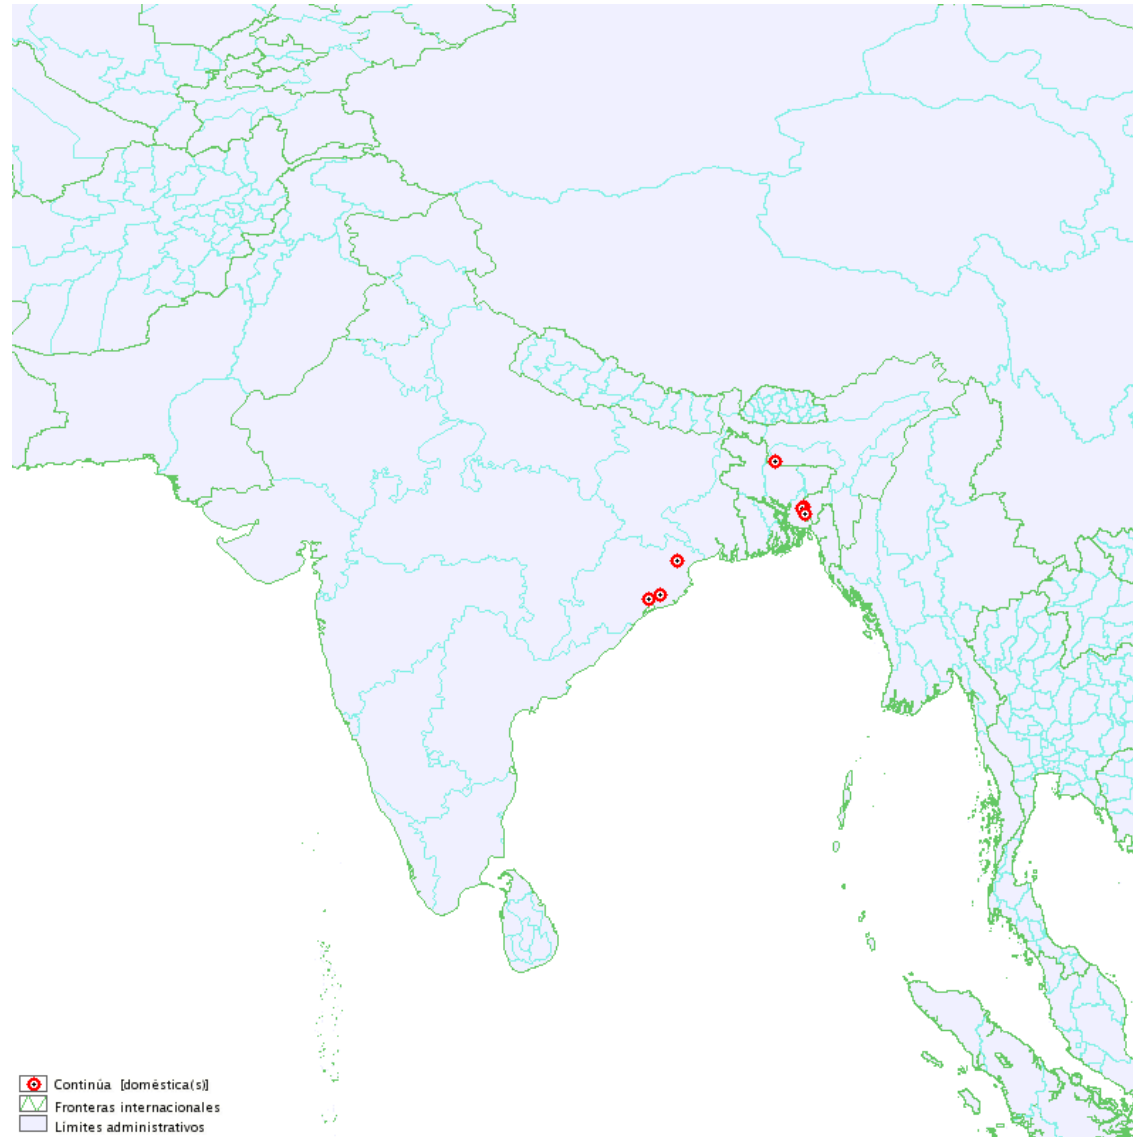 Continúa [doméstica(s)]
Fronteras internacionales
Límites administrativos